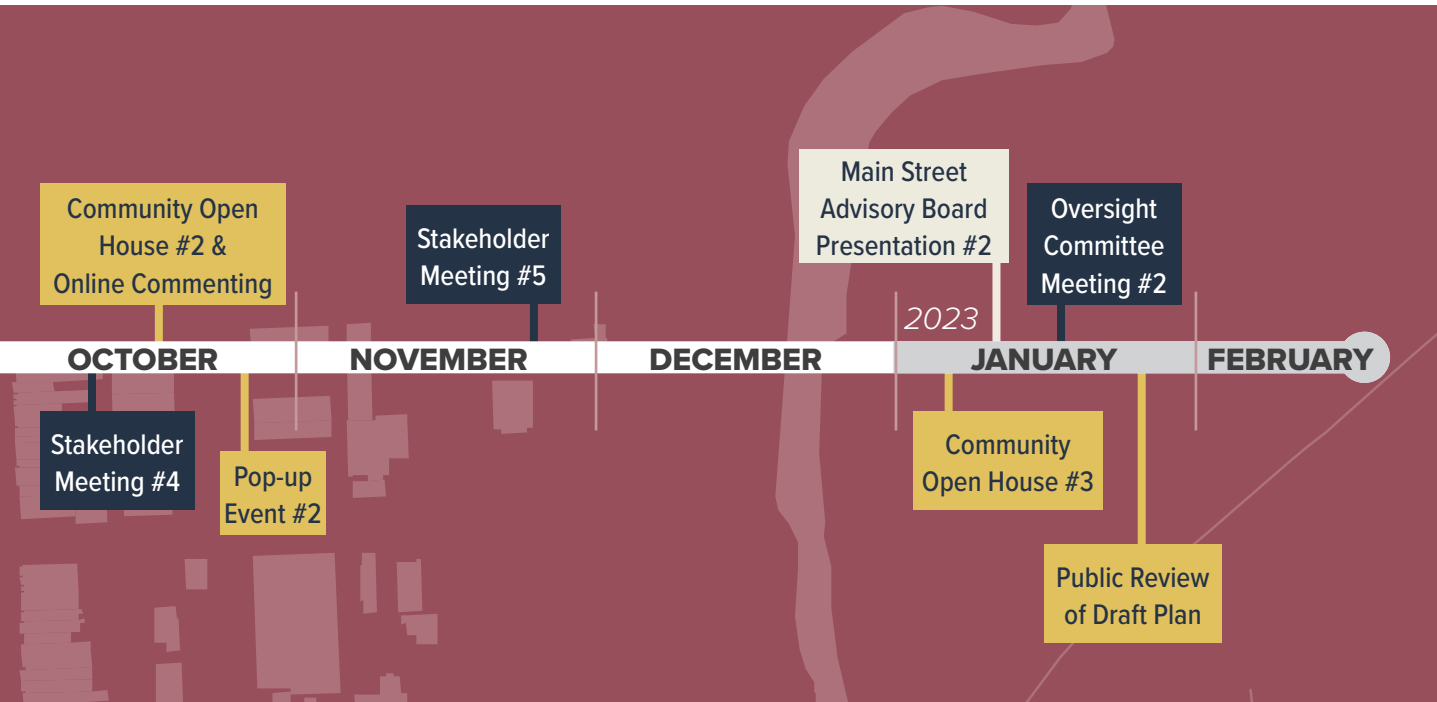 Community Open
House #2 &
Online Commenting
Stakeholder
Meeting #5
Main Street
Advisory Board
Presentation #2
Oversight
Committee
Meeting #2
2023
OCTOBER
NOVEMBER
DECEMBER
JANUARY
FEBRUARY
Stakeholder
Meeting #4
Pop-up
Event #2
Community
Open House #3
Public Review
of Draft Plan